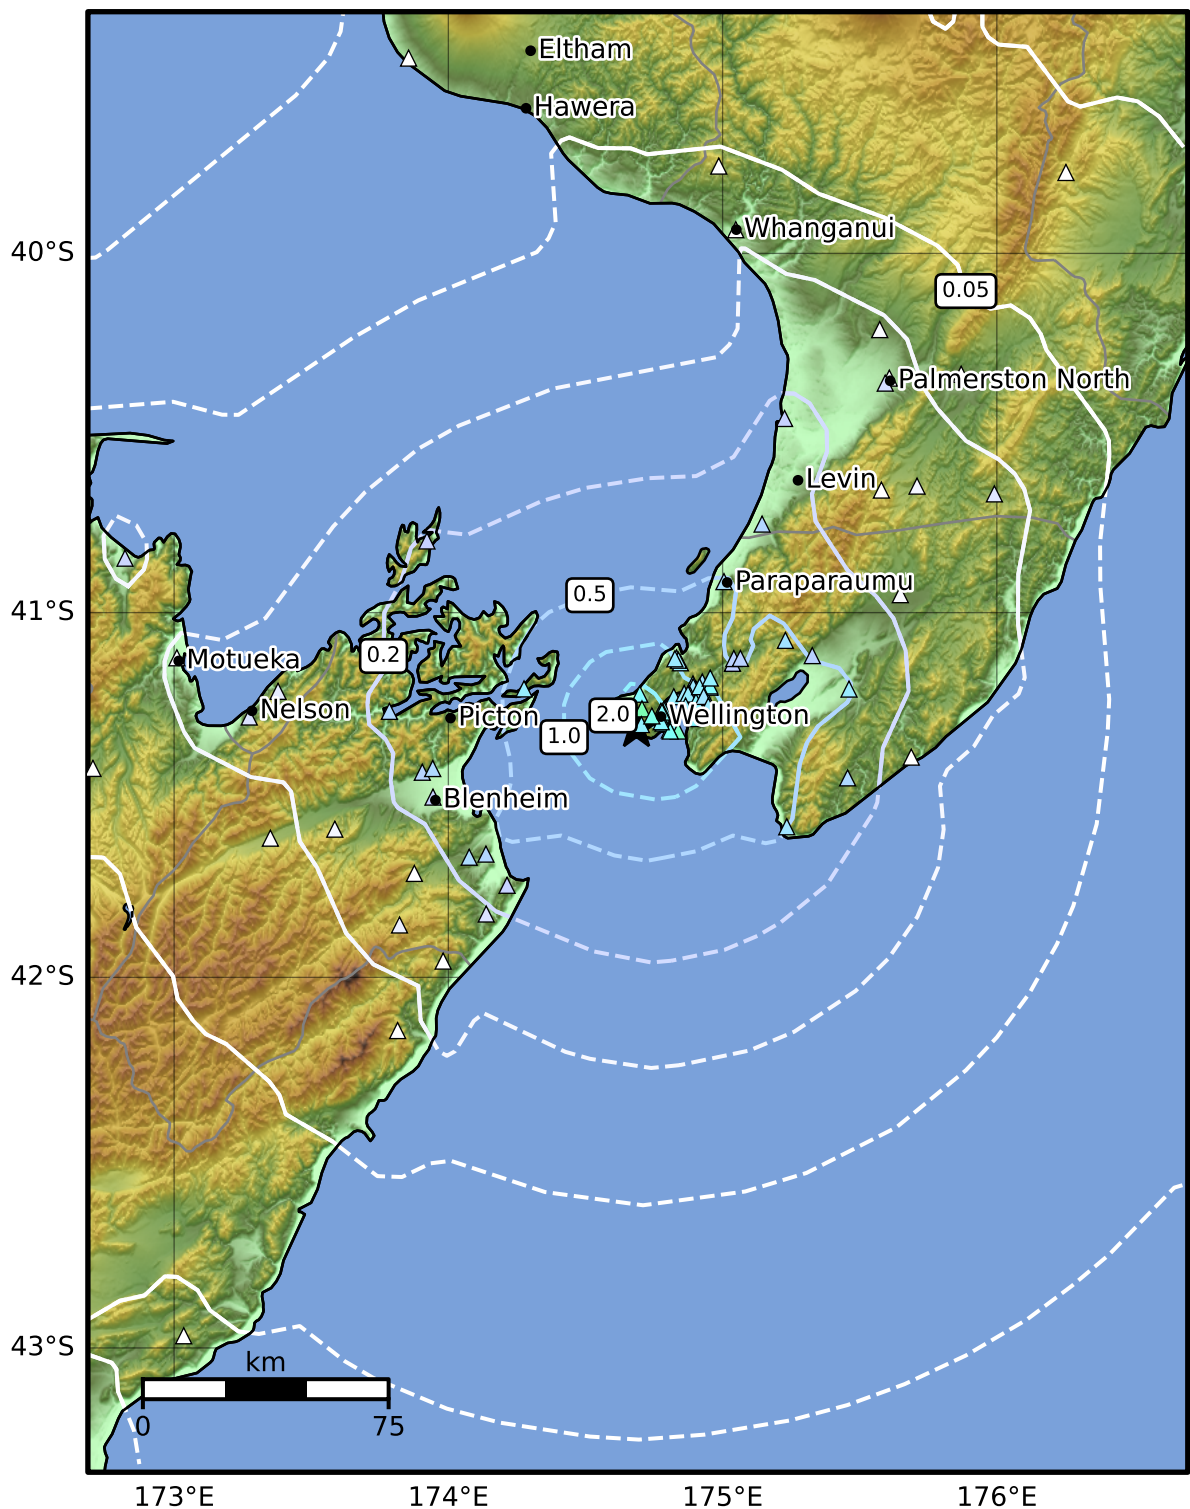 Eltham
Hawera
Whanganui
40°S
0.05
Palmerston North
Levin
Paraparaumu
0.5
41°S
0.2
Motueka
Nelson
Picton
2.0
Wellington
1.0
Blenheim
42°S
43°S
km
0
75
173°E
174°E
175°E
176°E